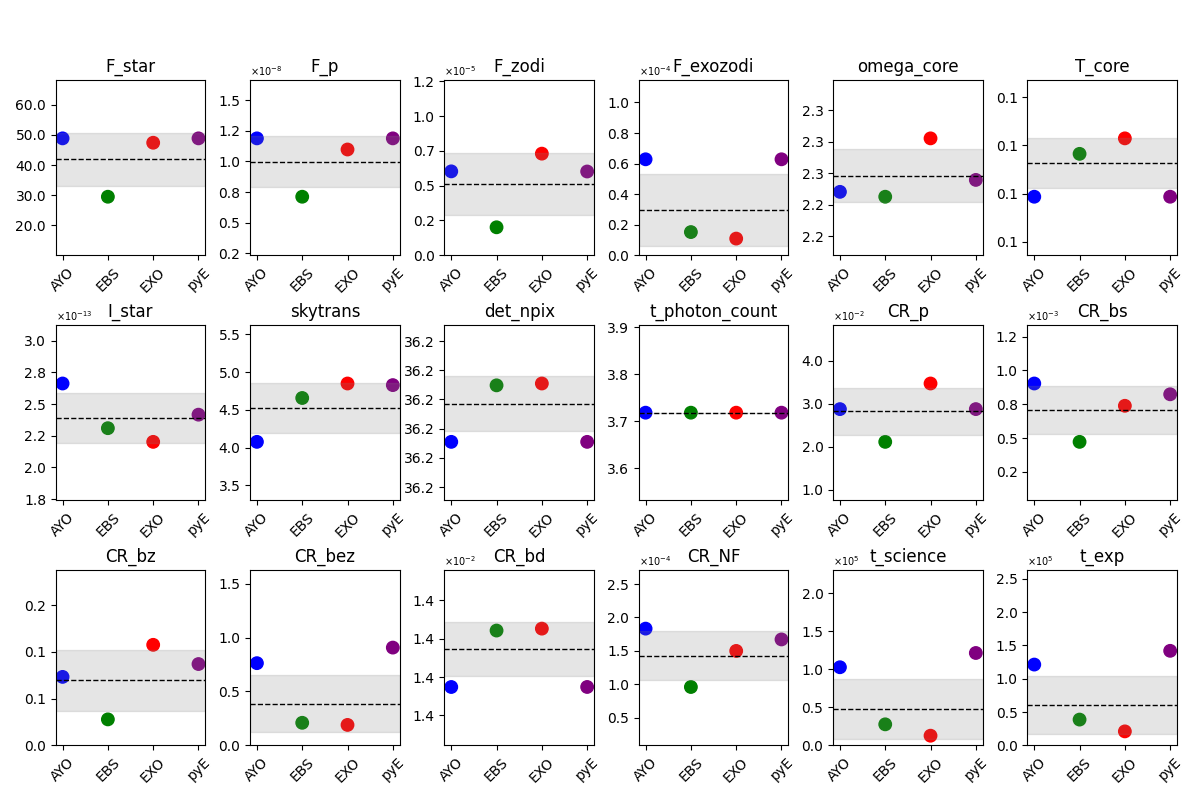 F_star F_p F_zodi F_exozodi omega_core T_core
×10⁻⁸ ×10⁻⁵ ×10⁻⁴
60.0 50.0 40.0 30.0 20.0
1.5 1.2 1.0 0.8 0.5 0.2
1.2 1.0 0.7 0.5 0.2 0.0
1.0 0.8 0.6 0.4 0.2 0.0
2.3 2.3 2.3 2.2 2.2
0.1 0.1 0.1 0.1
AYO EBS EXO pyE AYO EBS EXO pyE AYO EBS EXO pyE AYO EBS EXO pyE AYO EBS EXO pyE AYO EBS EXO pyE
I_star skytrans det_npix t_photon_count CR_p CR_bs
×10⁻¹³ ×10⁻² ×10⁻³
3.0 2.8 2.5 2.2 2.0 1.8
5.5 5.0 4.5 4.0 3.5
36.2 36.2 36.2 36.2 36.2 36.2
3.9 3.8 3.7 3.6
4.0 3.0 2.0 1.0
1.2 1.0 0.8 0.5 0.2
AYO EBS EXO pyE AYO EBS EXO pyE AYO EBS EXO pyE AYO EBS EXO pyE AYO EBS EXO pyE AYO EBS EXO pyE
CR_bz CR_bez CR_bd CR_NF t_science t_exp
×10⁻² ×10⁻⁴ ×10⁵ ×10⁵
0.2 0.1 0.1 0.0
1.5 1.0 0.5 0.0
1.4 1.4 1.4 1.4
2.5 2.0 1.5 1.0 0.5
2.0 1.5 1.0 0.5 0.0
2.5 2.0 1.5 1.0 0.5 0.0
AYO EBS EXO pyE AYO EBS EXO pyE AYO EBS EXO pyE AYO EBS EXO pyE AYO EBS EXO pyE AYO EBS EXO pyE